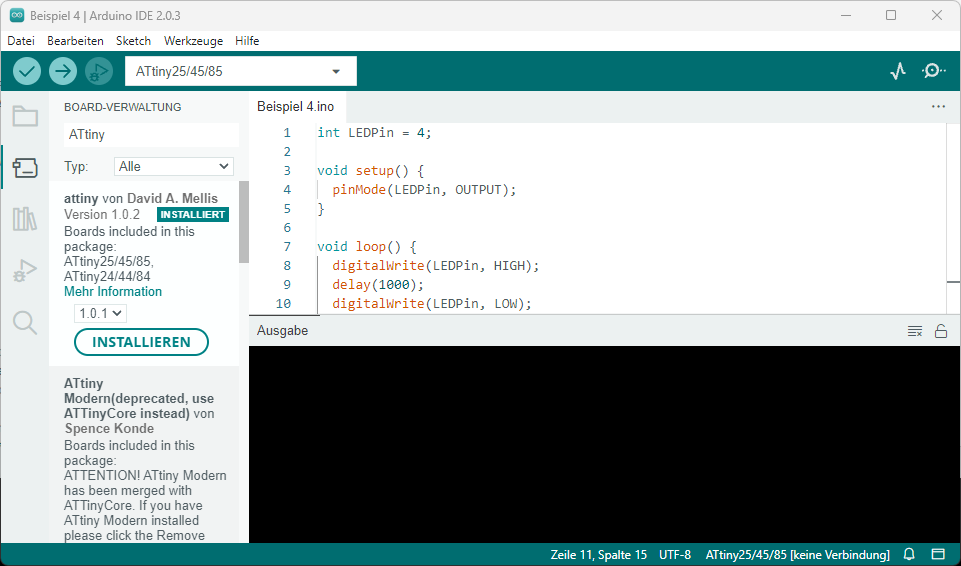 Beispiel 4 | Arduino IDE 2.0.3
Datei Bearbeiten Sketch Werkzeuge Hilfe
ATtiny25/45/85
BOARD-VERWALTUNG
ATtiny
Typ: Alle
attiny von David A. Mellis
Version 1.0.2 INSTALLIERT
Boards included in this
package:
ATtiny25/45/85,
ATtiny24/44/84
Mehr Information
1.0.1
INSTALLIEREN
ATtiny
Modern(deprecated, use
ATTinyCore instead) von
Spence Konde
Boards included in this
package:
ATTENTION! ATtiny Modern
has been merged with
ATTinyCore. If you have
ATtiny Modern installed
please click the Remove
Beispiel 4.ino
1 int LEDPin = 4;
2
3 void setup() {
4 pinMode(LEDPin, OUTPUT);
5 }
6
7 void loop() {
8 digitalWrite(LEDPin, HIGH);
9 delay(1000);
10 digitalWrite(LEDPin, LOW);
Ausgabe
Zeile 11, Spalte 15 UTF-8 ATtiny25/45/85 [keine Verbindung]